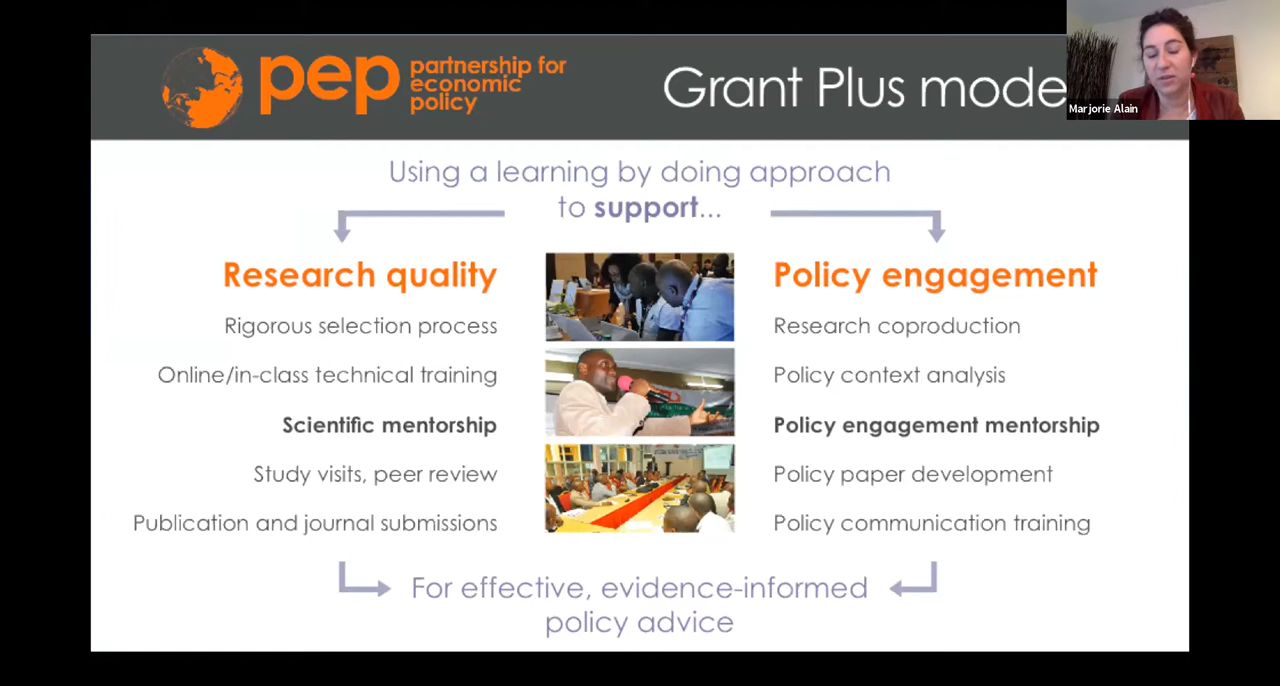 pep
partnership for
economic
policy
Grant Plus mode
Marjorie Alain
Using a learning by doing approach
to support...
Research quality
Rigorous selection process
Online/in-class technical training
Scientific mentorship
Study visits, peer review
Publication and journal submissions
Policy engagement
Research coproduction
Policy context analysis
Policy engagement mentorship
Policy paper development
Policy communication training
For effective, evidence-informed
policy advice